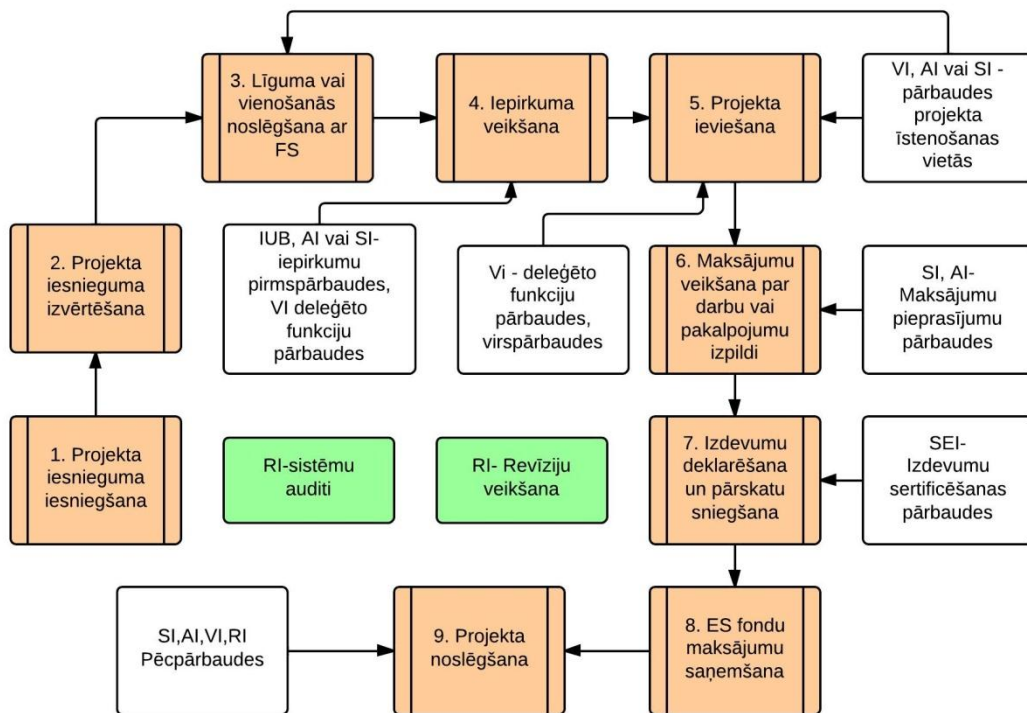 3. Līguma vai
vienošanās
noslēgšana ar
FS
4. Iepirkuma
veikšana
5. Projekta
ieviešana
VI, AI vai SI -
pārbaudes
projekta
īstenošanas
vietās
2. Projekta
iesnieguma
izvērtēšana
IUB, AI vai SI-
iepirkumu
pirmspārbaudes,
VI deleģēto
funkciju
pārbaudes
Vi - deleģēto
funkciju
pārbaudes,
virspārbaudes
6. Maksājumu
veikšana par
darbu vai
pakalpojumu
izpildi
SI, AI-
Maksājumu
pieprasījumu
pārbaudes
1. Projekta
iesnieguma
iesniegšana
RI-sistēmu
auditi
RI- Revīziju
veikšana
7. Izdevumu
deklarēšana
un pārskatu
sniegšana
SEI-
Izdevumu
sertificēšanas
pārbaudes
SI,AI,VI,RI
Pēcpārbaudes
9. Projekta
noslēgšana
8. ES fondu
maksājumu
saņemšana